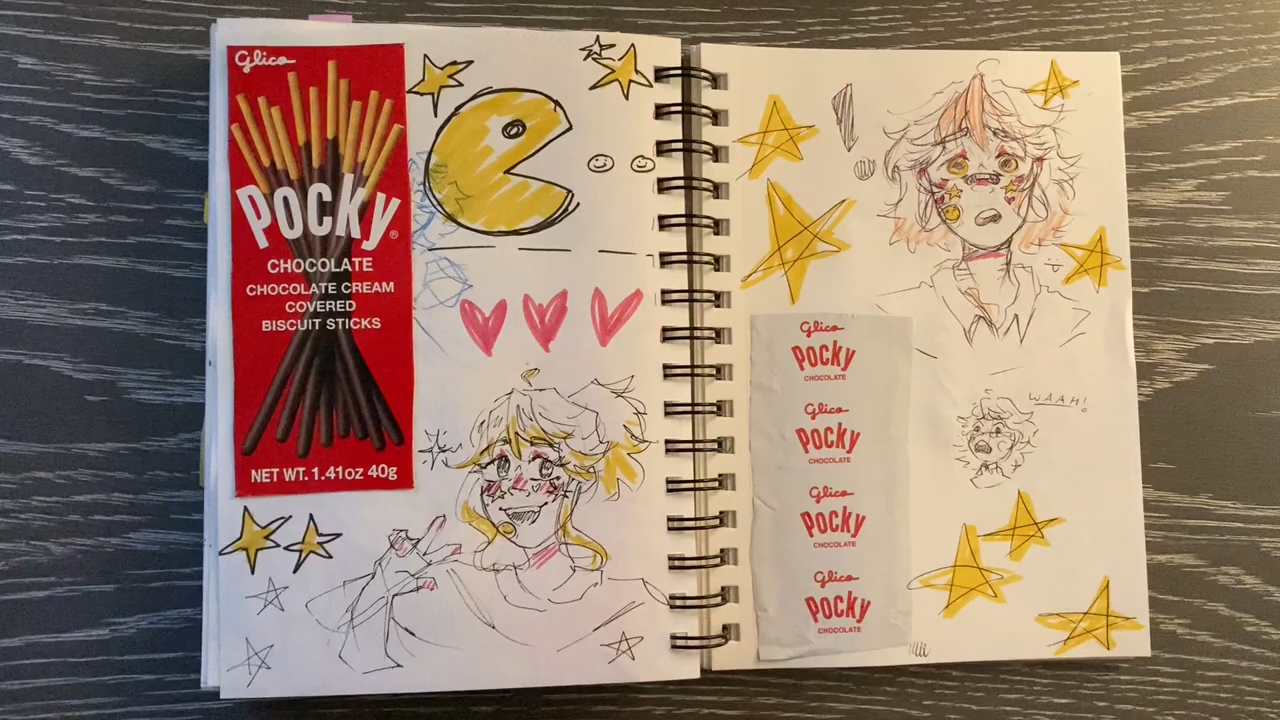 Glico
Pocky®
CHOCOLATE
CHOCOLATE CREAM
COVERED
BISCUIT STICKS
NET WT. 1.41oz 40g
Glico
Pocky
CHOCOLATE
Glico
Pocky
CHOCOLATE
Glico
Pocky
CHOCOLATE
Glico
Pocky
CHOCOLATE
WAAH!